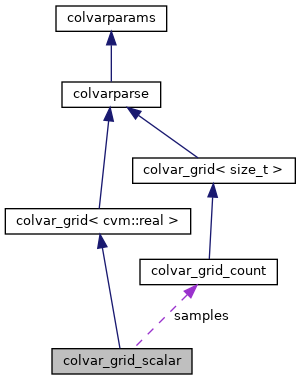 colvarparams
colvarparse
colvar_grid< size_t >
colvar_grid< cvm::real >
colvar_grid_count
samples
colvar_grid_scalar